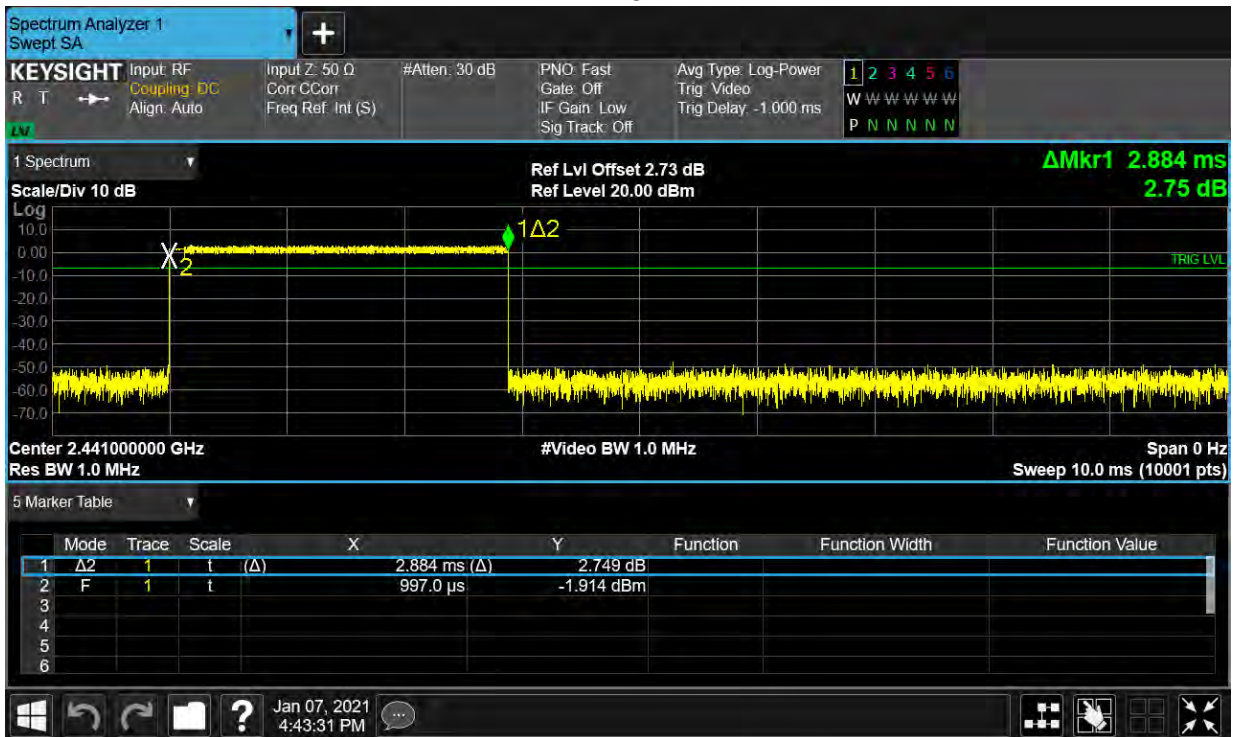 Spectrum Analyzer 1
Swept SA
KEYSIGHT
R T
LXI
Input: RF
Coupling: DC
Align: Auto
Input Z: 50 Ω
Corr CCorr
Freq Ref: Int (S)
#Atten: 30 dB
PNO: Fast
Gate: Off
IF Gain: Low
Sig Track: Off
Avg Type: Log-Power
Trig: Video
Trig Delay: -1.000 ms
1 2 3 4 5 6
W W W W W W
P N N N N N
1 Spectrum
Scale/Div 10 dB
Ref Lvl Offset 2.73 dB
Ref Level 20.00 dBm
ΔMkr1 2.884 ms
2.75 dB
Log
10.0
0.00
-10.0
-20.0
-30.0
-40.0
-50.0
-60.0
-70.0
1Δ2
X2
TRIG LVL
Center 2.441000000 GHz
#Video BW 1.0 MHz
Span 0 Hz
Res BW 1.0 MHz
Sweep 10.0 ms (10001 pts)
5 Marker Table
Mode Trace Scale X Y Function Function Width Function Value
1 Δ2 1 t (Δ) 2.884 ms (Δ) 2.749 dB
2 F 1 t 997.0 µs -1.914 dBm
3
4
5
6
?
Jan 07, 2021
4:43:31 PM